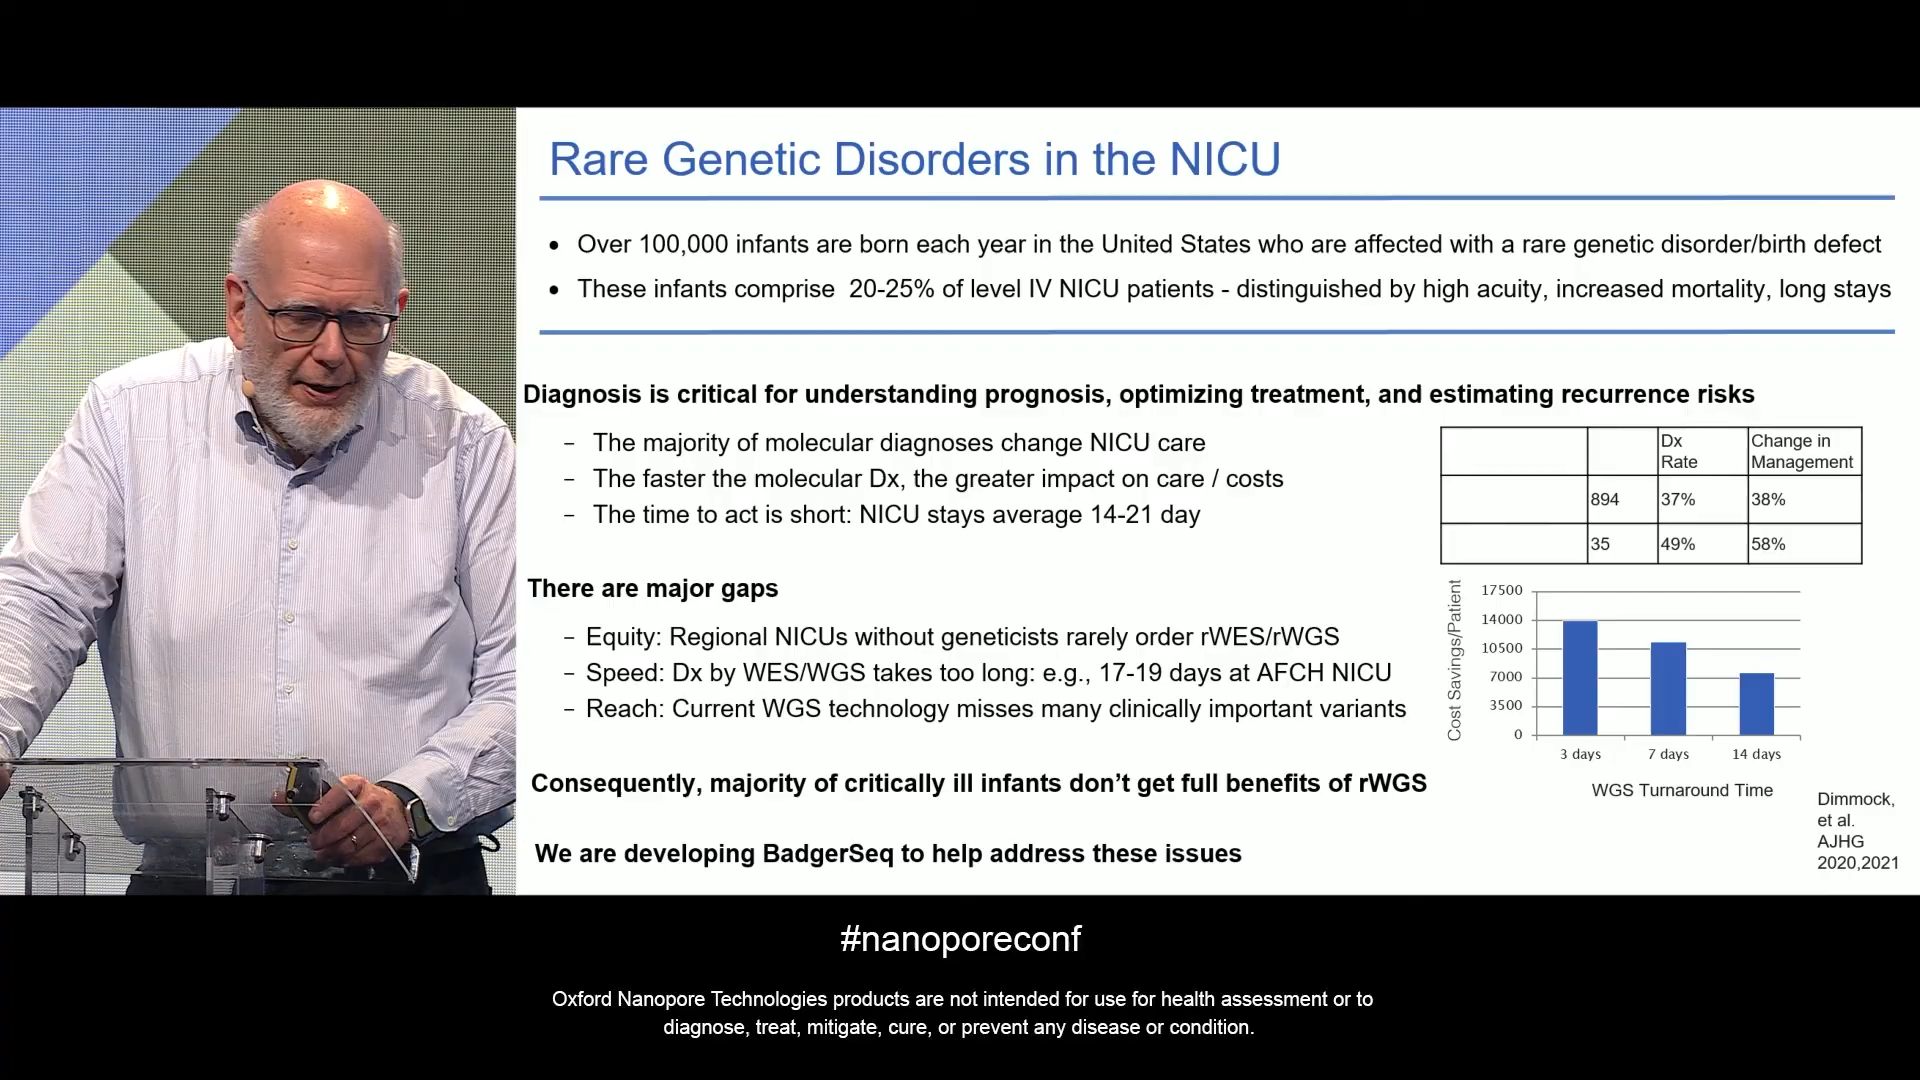 Rare Genetic Disorders in the NICU
• Over 100,000 infants are born each year in the United States who are affected with a rare genetic disorder/birth defect
• These infants comprise 20-25% of level IV NICU patients - distinguished by high acuity, increased mortality, long stays
Diagnosis is critical for understanding prognosis, optimizing treatment, and estimating recurrence risks
– The majority of molecular diagnoses change NICU care
– The faster the molecular Dx, the greater impact on care / costs
– The time to act is short: NICU stays average 14-21 day
Dx Change in
Rate Management
894 37% 38%
35 49% 58%
There are major gaps
– Equity: Regional NICUs without geneticists rarely order rWES/rWGS
– Speed: Dx by WES/WGS takes too long: e.g., 17-19 days at AFCH NICU
– Reach: Current WGS technology misses many clinically important variants
Cost Savings/Patient
17500
14000
10500
7000
3500
0
3 days 7 days 14 days
WGS Turnaround Time
Dimmock,
et al.
AJHG
2020,2021
Consequently, majority of critically ill infants don’t get full benefits of rWGS
We are developing BadgerSeq to help address these issues
#nanoporeconf
Oxford Nanopore Technologies products are not intended for use for health assessment or to
diagnose, treat, mitigate, cure, or prevent any disease or condition.